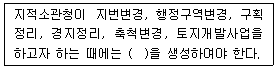 지적소관청이 지번변경, 행정구역변경, 구획
정리, 경지정리, 축척변경, 토지개발사업을
하고자 하는 때에는 (  )을 생성하여야 한다.